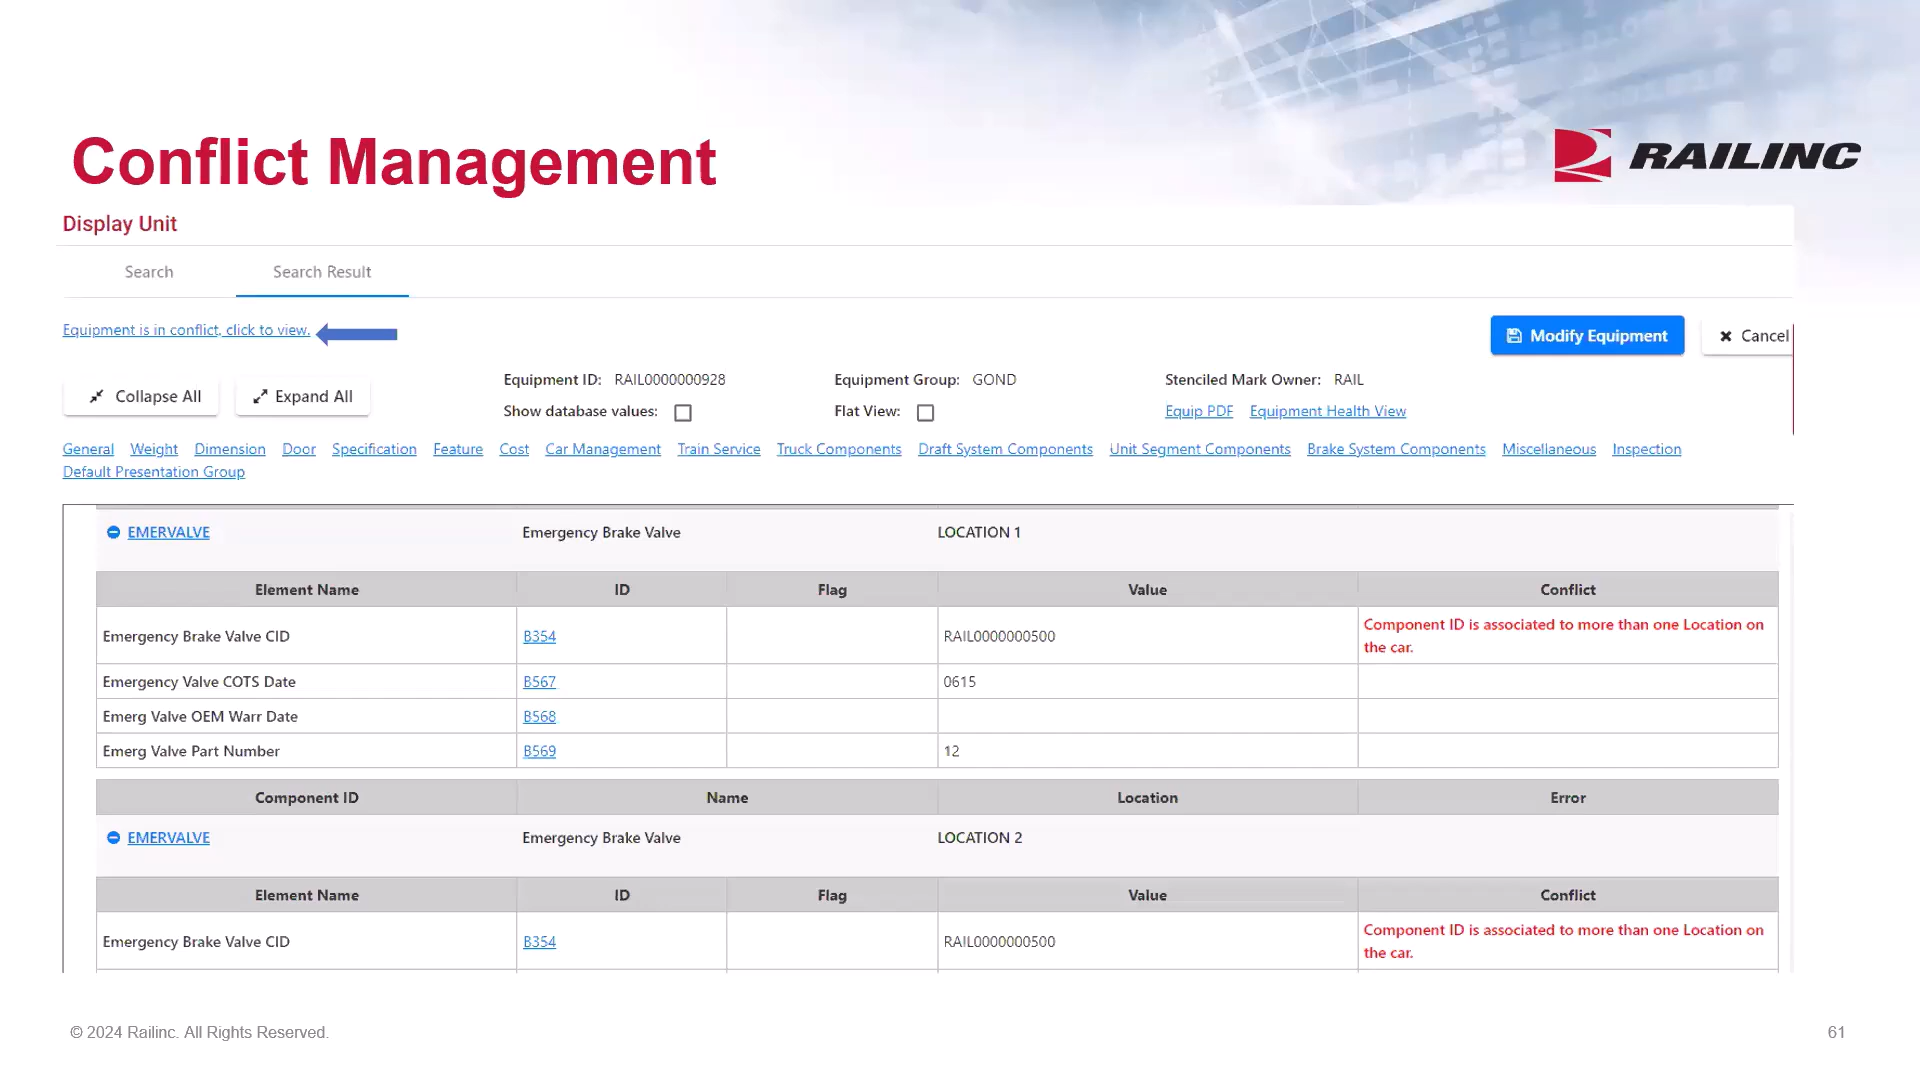 Conflict Management
RAILINC
Display Unit
Search Search Result
Equipment is in conflict, click to view.
Modify Equipment Cancel
Collapse All Expand All
Equipment ID: RAIL0000000928 Equipment Group: GOND Stenciled Mark Owner: RAIL
Show database values: Flat View: Equip PDF Equipment Health View
General Weight Dimension Door Specification Feature Cost Car Management Train Service Truck Components Draft System Components Unit Segment Components Brake System Components Miscellaneous Inspection
Default Presentation Group
EMERVALVE Emergency Brake Valve LOCATION 1
Element Name ID Flag Value Conflict
Emergency Brake Valve CID B354 RAIL0000000500 Component ID is associated to more than one Location on
the car.
Emergency Valve COTS Date B567 0615
Emerg Valve OEM Warr Date B568
Emerg Valve Part Number B569 12
Component ID Name Location Error
EMERVALVE Emergency Brake Valve LOCATION 2
Element Name ID Flag Value Conflict
Emergency Brake Valve CID B354 RAIL0000000500 Component ID is associated to more than one Location on
the car.
© 2024 Railinc. All Rights Reserved.
61